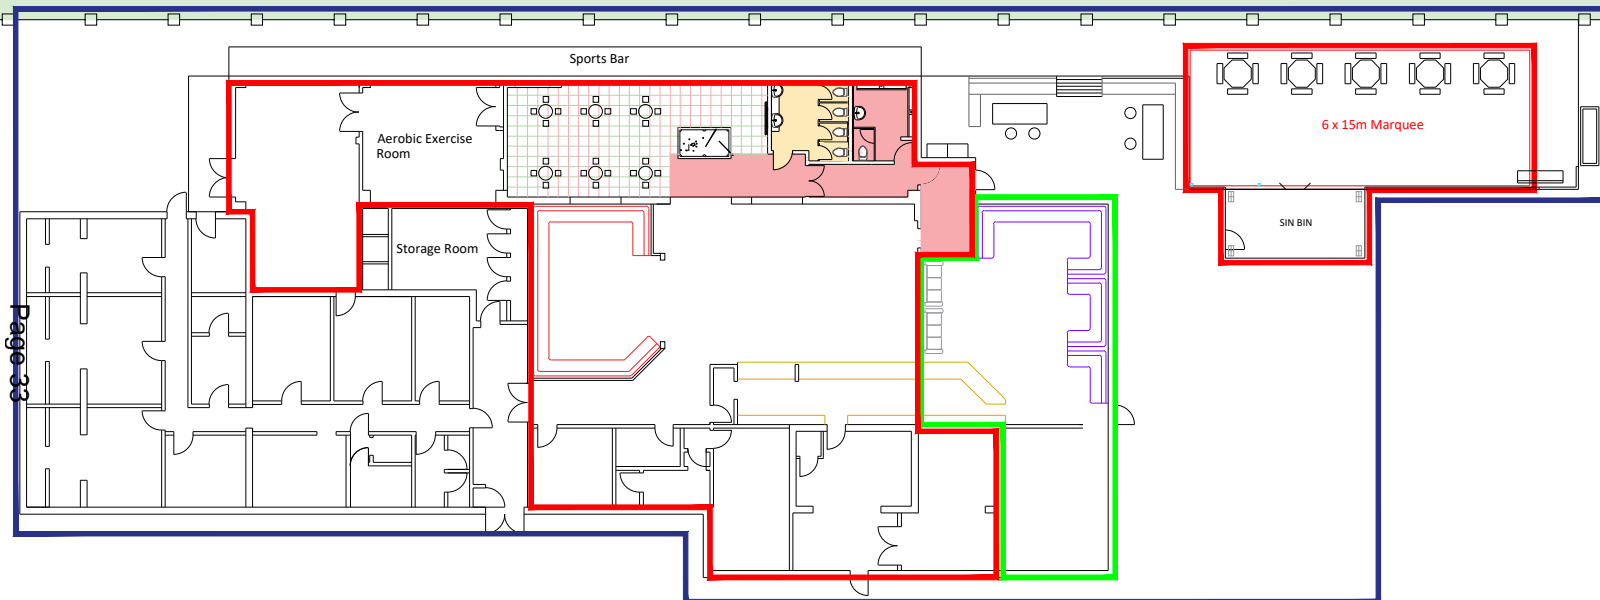 Sports Bar
Aerobic Exercise
Room
6 x 15m Marquee
Storage Room
SIN BIN
Page 33